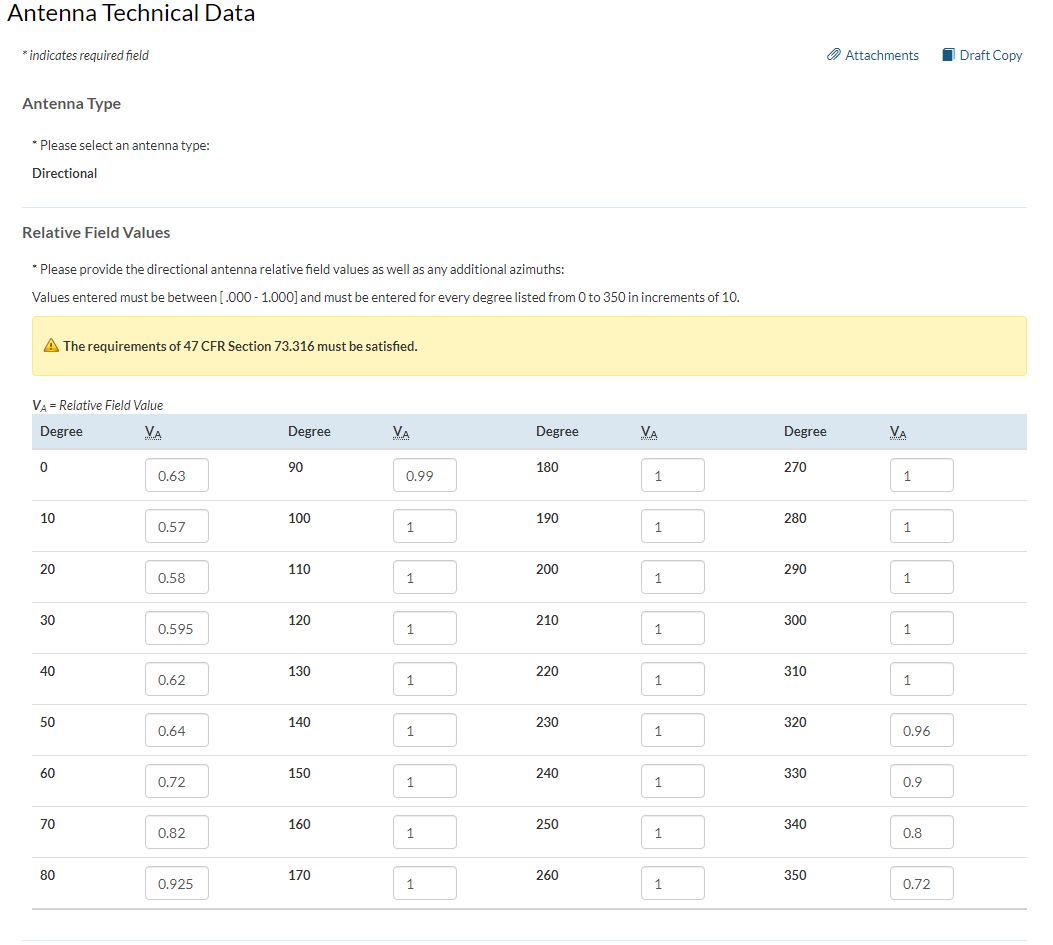 Antenna Technical Data
* indicates required field
Attachments Draft Copy
Antenna Type
* Please select an antenna type:
Directional
Relative Field Values
* Please provide the directional antenna relative field values as well as any additional azimuths:
Values entered must be between [ .000 - 1.000] and must be entered for every degree listed from 0 to 350 in increments of 10.
The requirements of 47 CFR Section 73.316 must be satisfied.
VA = Relative Field Value
Degree VA Degree VA Degree VA Degree VA
0 0.63 90 0.99 180 1 270 1
10 0.57 100 1 190 1 280 1
20 0.58 110 1 200 1 290 1
30 0.595 120 1 210 1 300 1
40 0.62 130 1 220 1 310 1
50 0.64 140 1 230 1 320 0.96
60 0.72 150 1 240 1 330 0.9
70 0.82 160 1 250 1 340 0.8
80 0.925 170 1 260 1 350 0.72